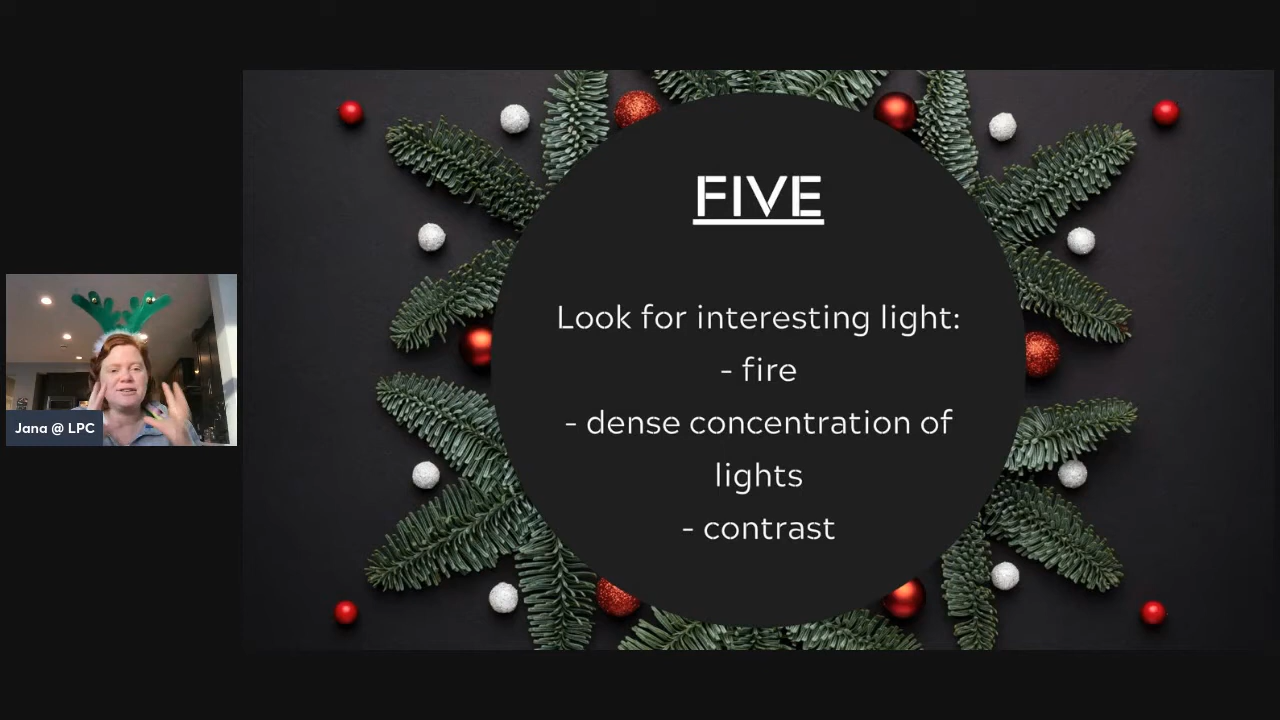 FIVE
Look for interesting light:
- fire
- dense concentration of
lights
- contrast
Jana @ LPC